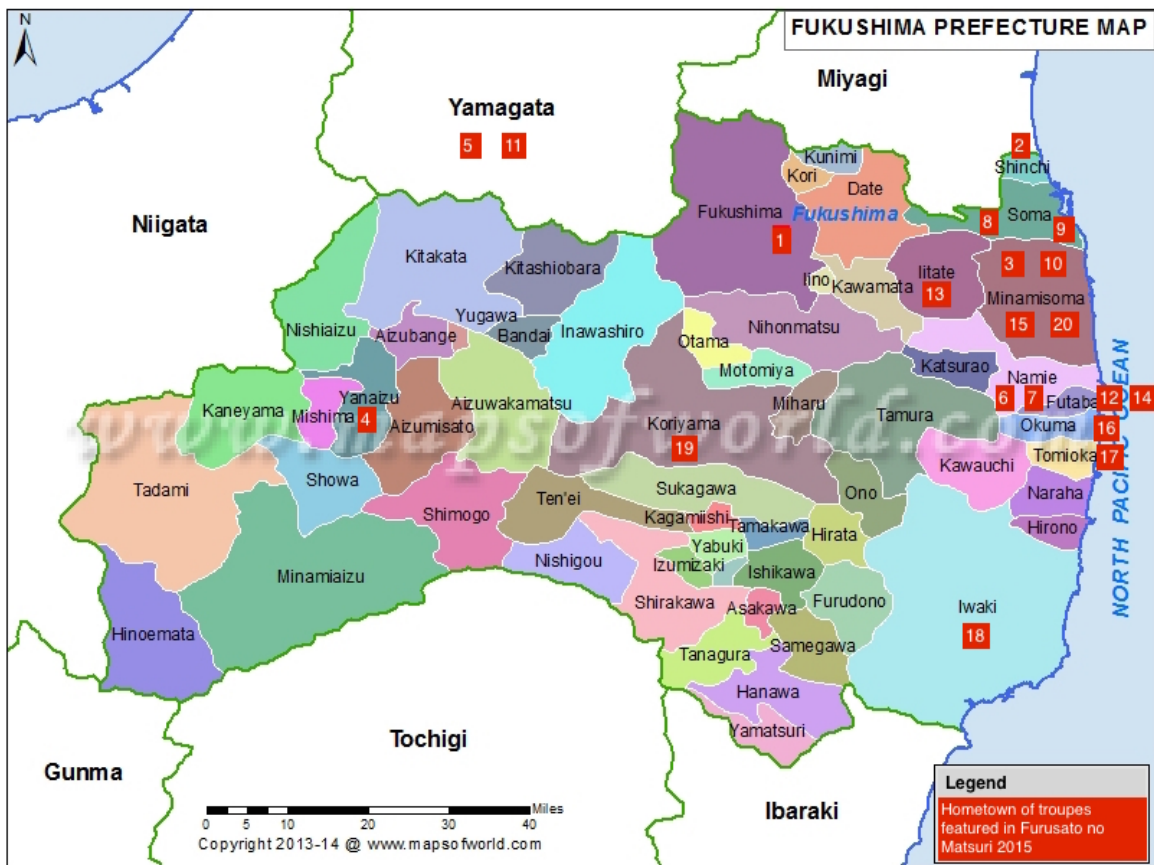 FUKUSHIMA PREFECTURE MAP
N
Miyagi
Yamagata
5 11
2
Shinchi
Kunimi
Kori
Date
Niigata
Fukushima
Fukushima
1
8
Soma
9
Kitakata
Kitashiobara
Iino
Kawamata
Iitate
13
3 10
Minamisoma
15 20
Nishiaizu
Yugawa
Aizubange
Bandai
Inawashiro
Nihonmatsu
Otama
Motomiya
Katsurao
Namie
6 7
Futaba
12 14
Kaneyama
Mishima
Yanaizu
4
Aizumisato
Aizuwakamatsu
Koriyama
19
Miharu
Tamura
Okuma
16
www.mapsofworld.com
Tomioka
17
Kawauchi
Tadami
Showa
Shimogo
Ten'ei
Sukagawa
Ono
Naraha
Kagamiishi
Tamakawa
Hirata
Hirono
Yabuki
Nishigou
Izumizaki
Ishikawa
Minamiaizu
Shirakawa
Asakawa
Furudono
Iwaki
18
Hinoemata
Tanagura
Samegawa
Hanawa
Yamatsuri
NORTH PACIFIC OCEAN
Tochigi
Gunma
Ibaraki
Miles
0 5 10 20 30 40
Copyright 2013-14 @ www.mapsofworld.com
Legend
Hometown of troupes
featured in Furusato no
Matsuri 2015